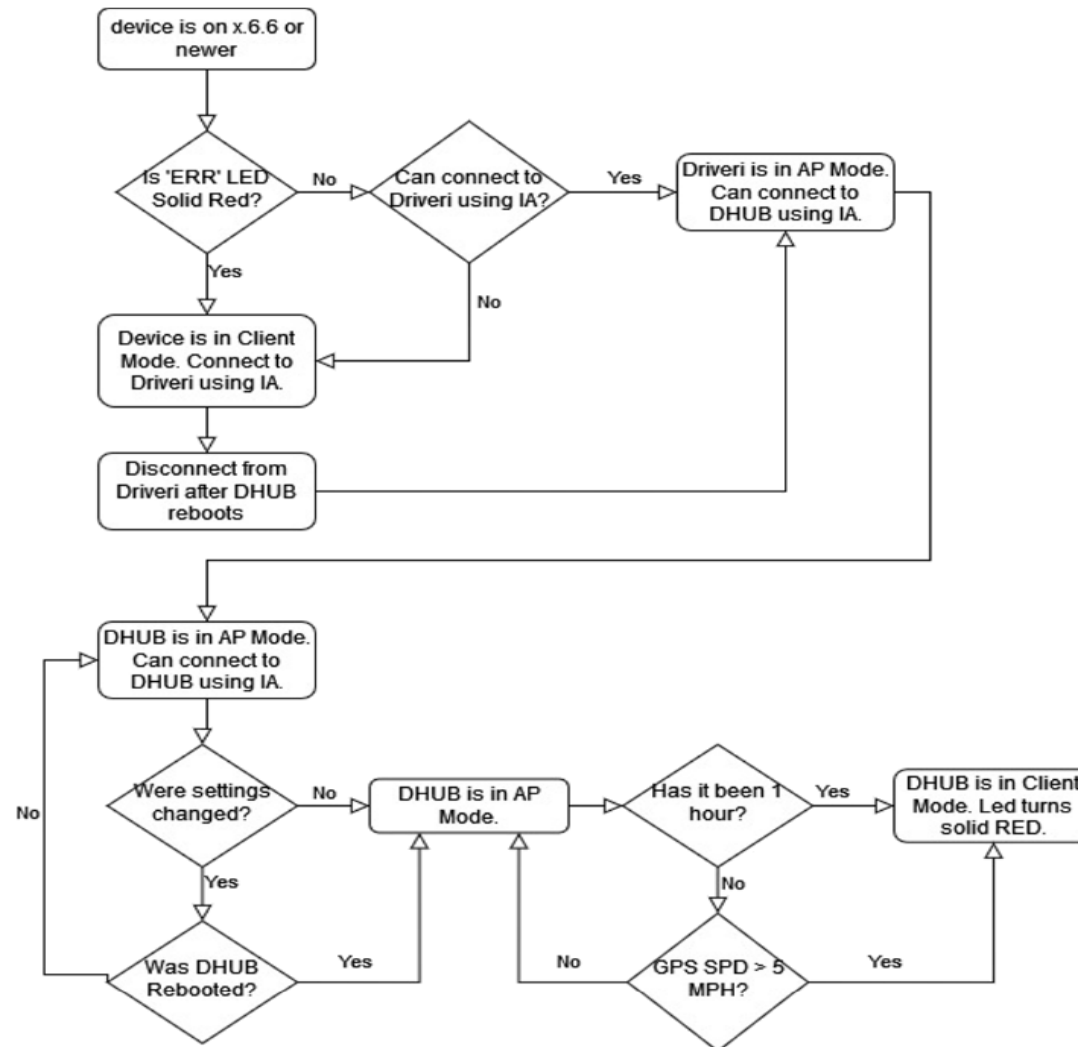 device is on x.6.6 or
newer
Is 'ERR' LED
Solid Red?
No
Can connect to
Driveri using IA?
Yes
Driveri is in AP Mode.
Can connect to
DHUB using IA.
Yes
No
Device is in Client
Mode. Connect to
Driveri using IA.
Disconnect from
Driveri after DHUB
reboots
DHUB is in AP Mode.
Can connect to
DHUB using IA.
Were settings
changed?
No
DHUB is in AP
Mode.
Has it been 1
hour?
Yes
DHUB is in Client
Mode. Led turns
solid RED.
No
Yes
No
Was DHUB
Rebooted?
Yes
No
GPS SPD > 5
MPH?
Yes